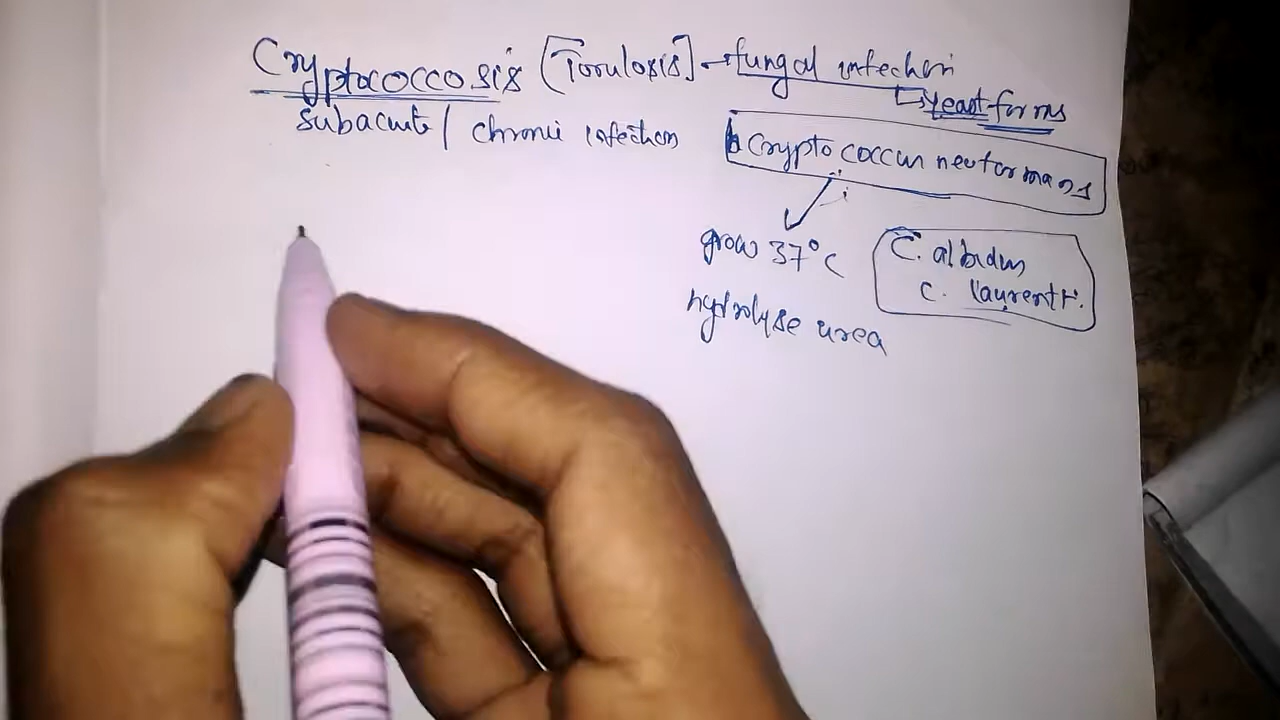 Cryptococcosis [Torulosis] → fungal infection
yeast forms
subacute / chronic infection
Cryptococcus neoformans
grow 37°C
C. albidus
C. laurentii
hydrolyse urea